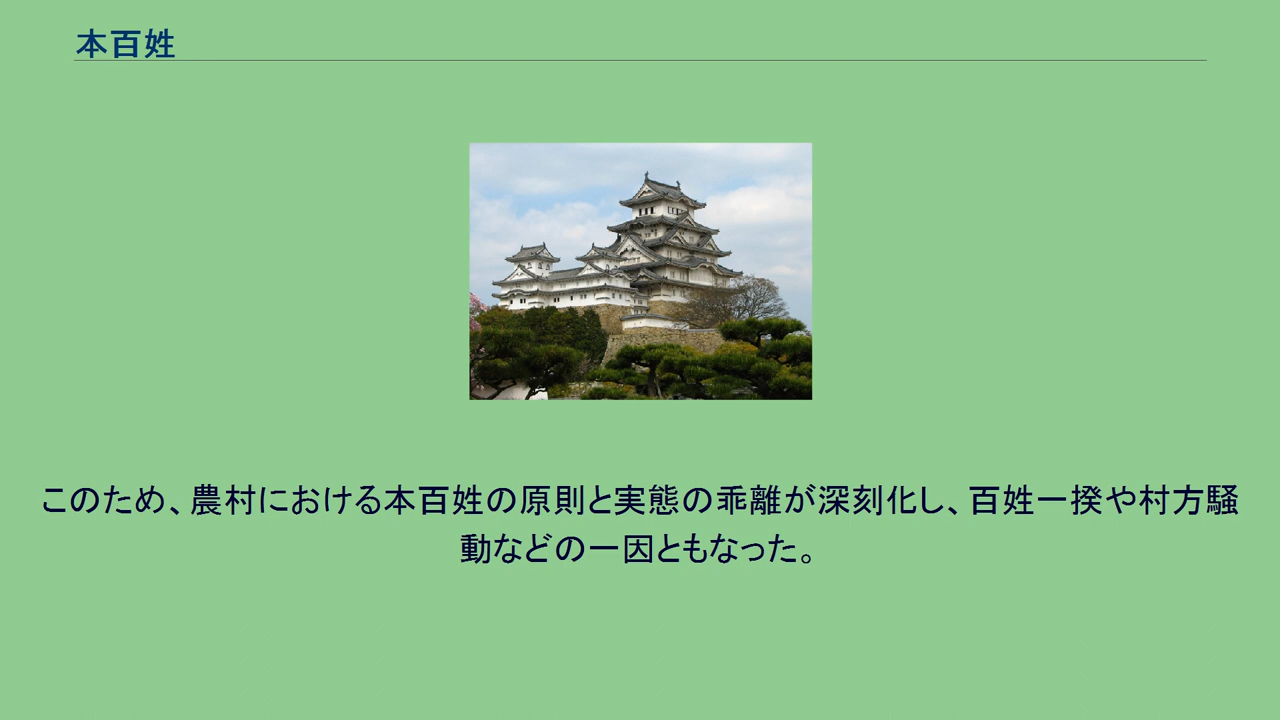 本百姓
このため、農村における本百姓の原則と実態の乖離が深刻化し、百姓一揆や村方騒
動などの一因ともなった。